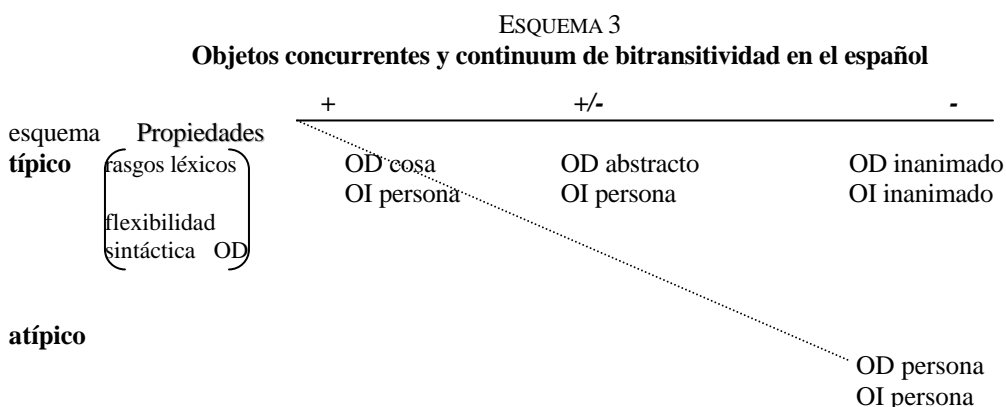 ESQUEMA 3
Objetos concurrentes y continuum de bitransitividad en el español
+ +/- -
esquema Propiedades
típico rasgos léxicos OD cosa OD abstracto OD inanimado
OI persona OI persona OI inanimado
flexibilidad
sintáctica OD
atípico
OD persona
OI persona